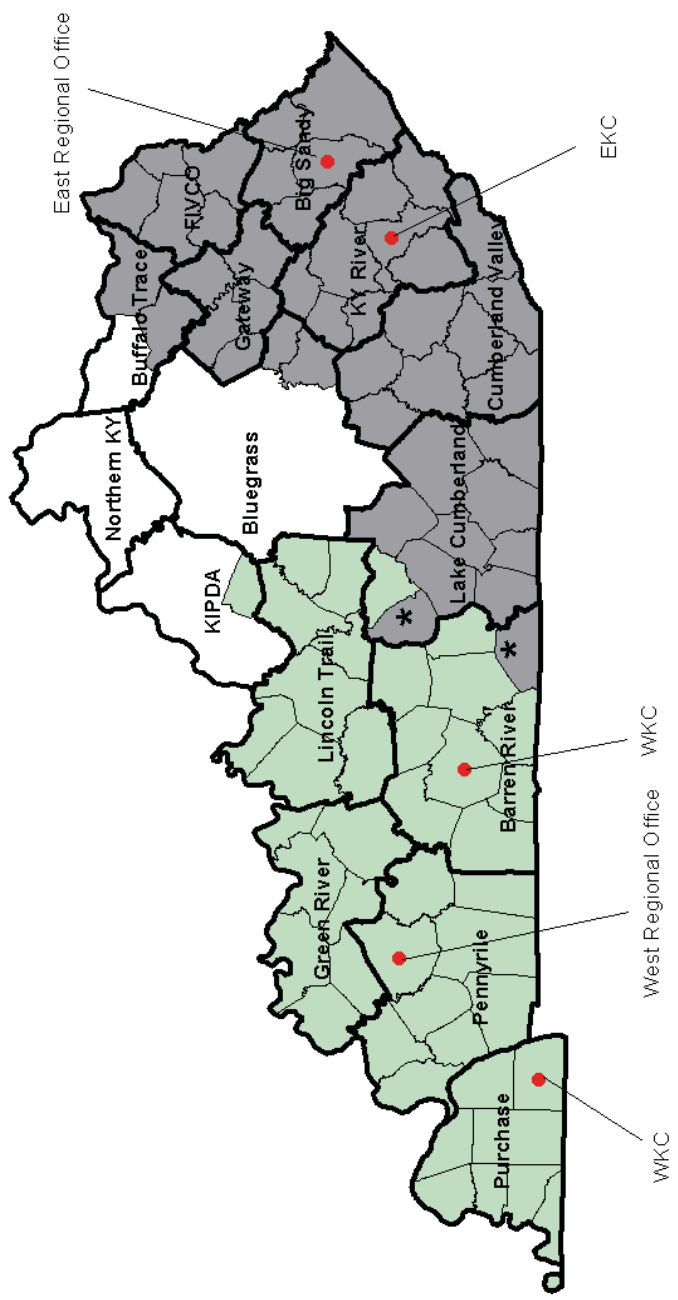 East Regional Office
EKC
WKC
West Regional Office
WKC
FIVCO
Big Sandy
Buffalo Trace
Gateway
KY River
Cumberland Valley
Northern KY
Bluegrass
KIPDA
Lake Cumberland
*
*
Lincoln Trail
Barren River
Green River
Pennyrile
Purchase